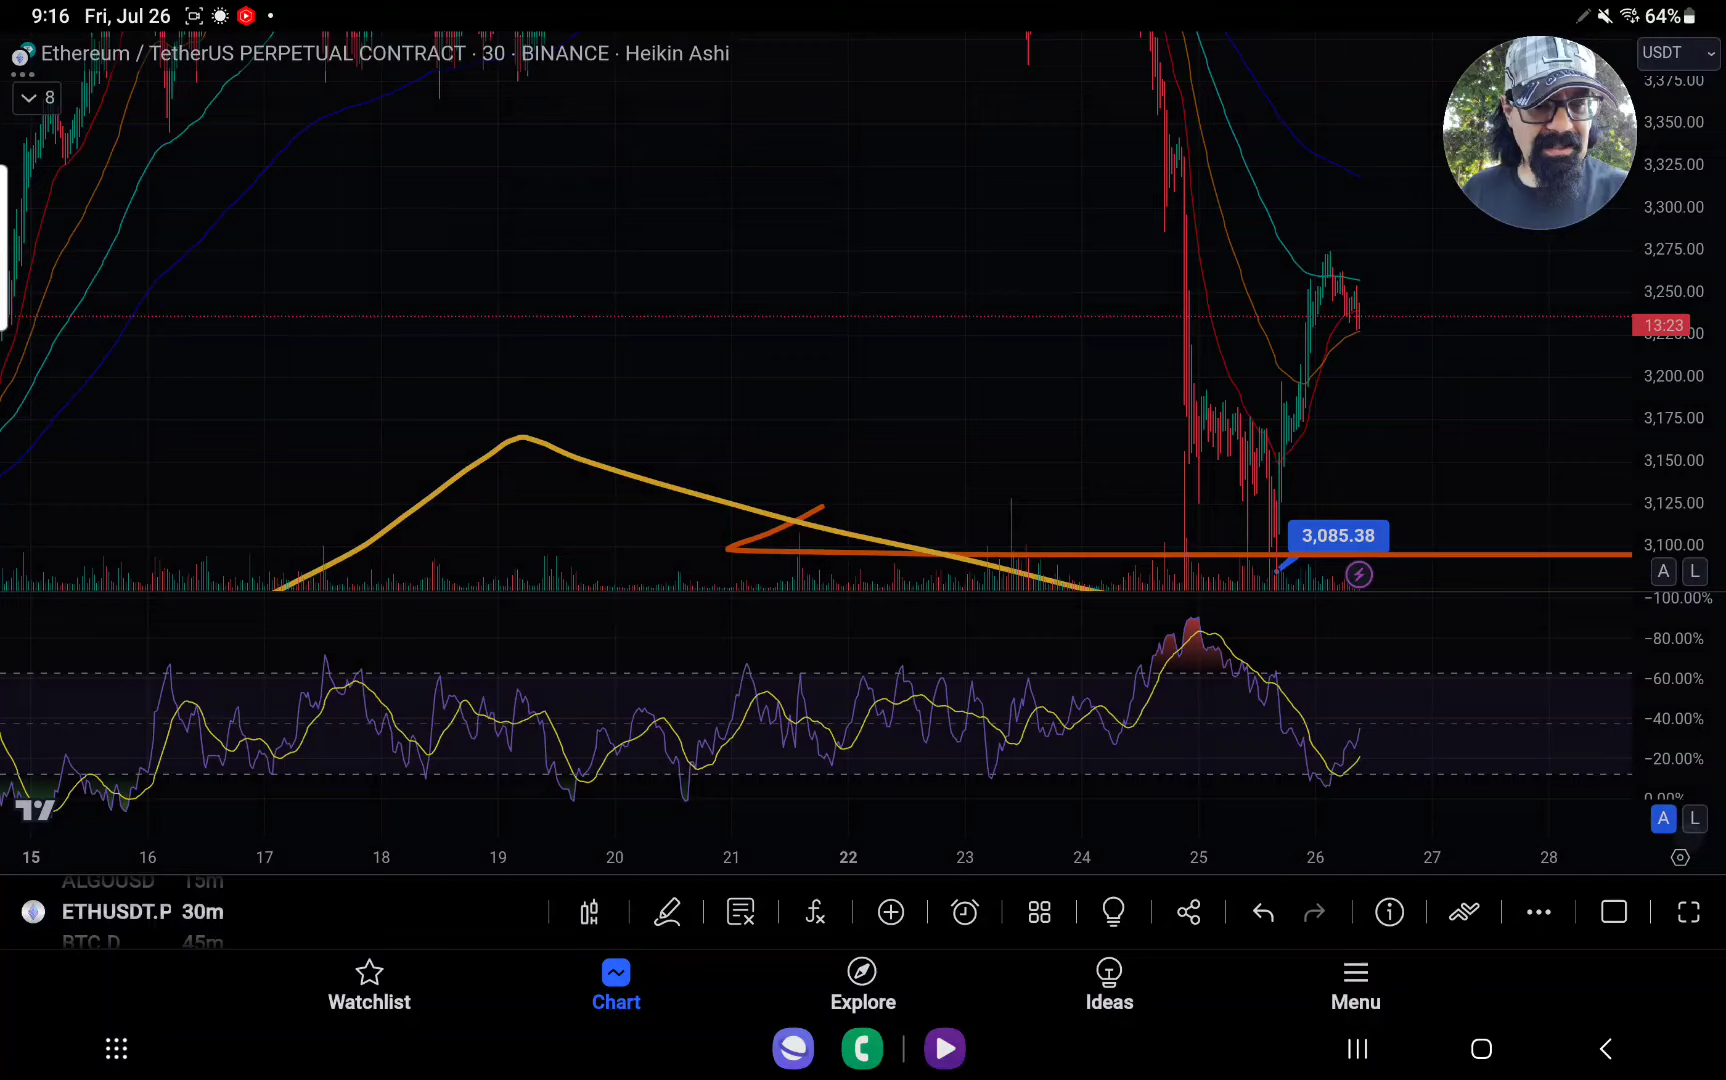 9:16 Fri, Jul 26
64%
Ethereum / TetherUS PERPETUAL CONTRACT · 30 · BINANCE · Heikin Ashi
USDT
8
3,375.00
3,350.00
3,325.00
3,300.00
3,275.00
3,250.00
13:23
3,200.00
3,175.00
3,150.00
3,125.00
3,085.38
3,100.00
A L
−100.00%
−80.00%
−60.00%
−40.00%
−20.00%
0.00%
A L
15 16 17 18 19 20 21 22 23 24 25 26 27 28
ALGOUSD 15m
ETHUSDT.P 30m
BTC.D 45m
Watchlist
Chart
Explore
Ideas
Menu